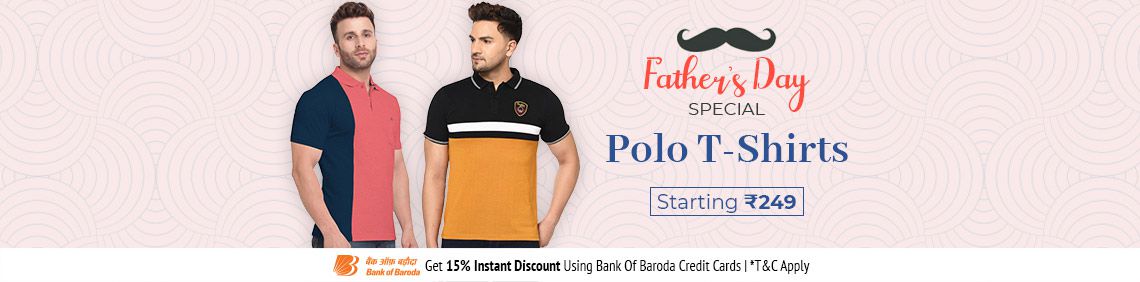 Father's Day
SPECIAL
Polo T-Shirts
Starting ₹249
बैंक ऑफ़ बड़ौदा
Bank of Baroda
Get 15% Instant Discount Using Bank Of Baroda Credit Cards | *T&C Apply